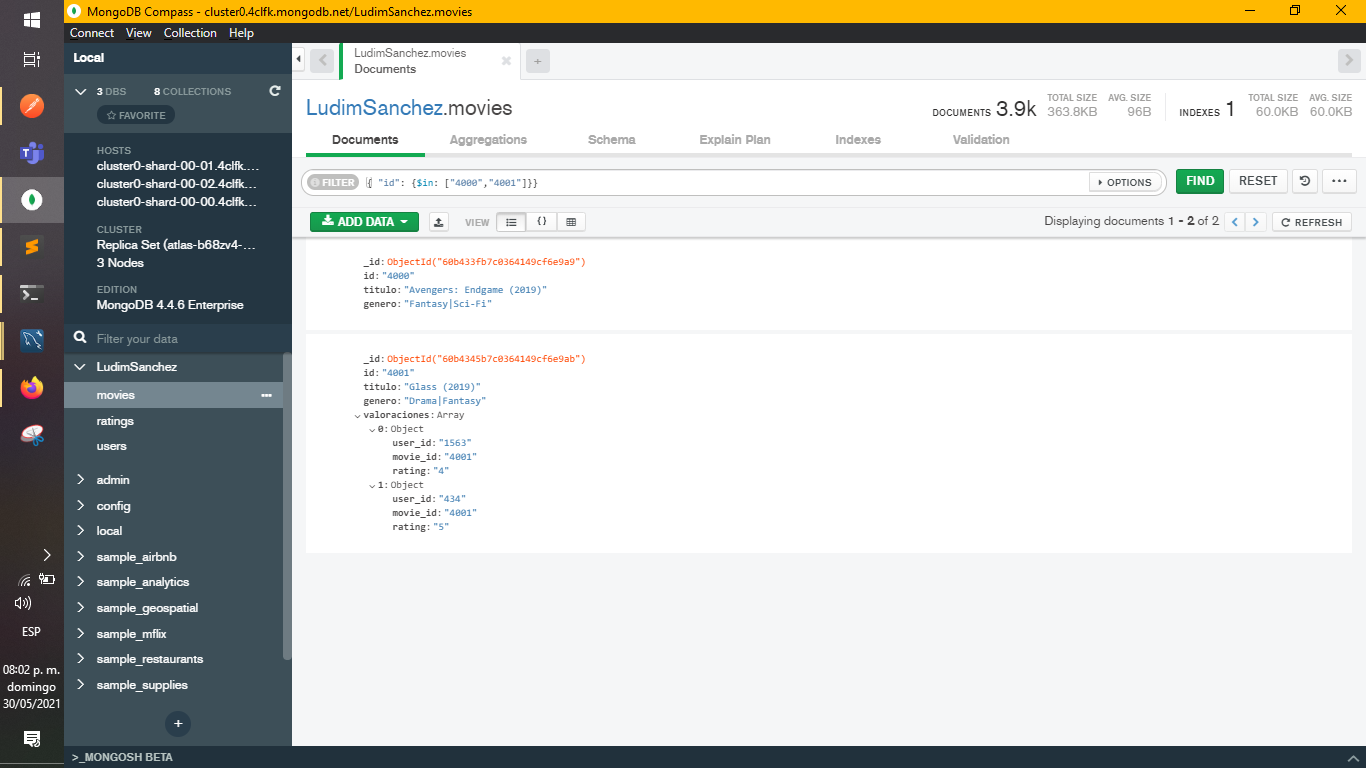 MongoDB Compass - cluster0.4clfk.mongodb.net/LudimSanchez.movies
Connect View Collection Help
Local
3 DBS 8 COLLECTIONS
FAVORITE
HOSTS
cluster0-shard-00-01.4clfk....
cluster0-shard-00-02.4clfk...
cluster0-shard-00-00.4clfk...
CLUSTER
Replica Set (atlas-b68zv4-...
3 Nodes
EDITION
MongoDB 4.4.6 Enterprise
Filter your data
LudimSanchez
movies
ratings
users
admin
config
local
sample_airbnb
sample_analytics
sample_geospatial
sample_mflix
sample_restaurants
sample_supplies
+
>_MONGOSH BETA
LudimSanchez.movies
Documents
LudimSanchez.movies
DOCUMENTS 3.9k TOTAL SIZE 363.8KB AVG. SIZE 96B
INDEXES 1 TOTAL SIZE 60.0KB AVG. SIZE 60.0KB
Documents Aggregations Schema Explain Plan Indexes Validation
FILTER { "id": {$in: ["4000","4001"]}} OPTIONS FIND RESET
ADD DATA VIEW { } Displaying documents 1 - 2 of 2 REFRESH
_id: ObjectId("60b433fb7c0364149cf6e9a9")
id: "4000"
titulo: "Avengers: Endgame (2019)"
genero: "Fantasy|Sci-Fi"
_id: ObjectId("60b4345b7c0364149cf6e9ab")
id: "4001"
titulo: "Glass (2019)"
genero: "Drama|Fantasy"
valoraciones: Array
0: Object
user_id: "1563"
movie_id: "4001"
rating: "4"
1: Object
user_id: "434"
movie_id: "4001"
rating: "5"
ESP
08:02 p. m.
domingo
30/05/2021